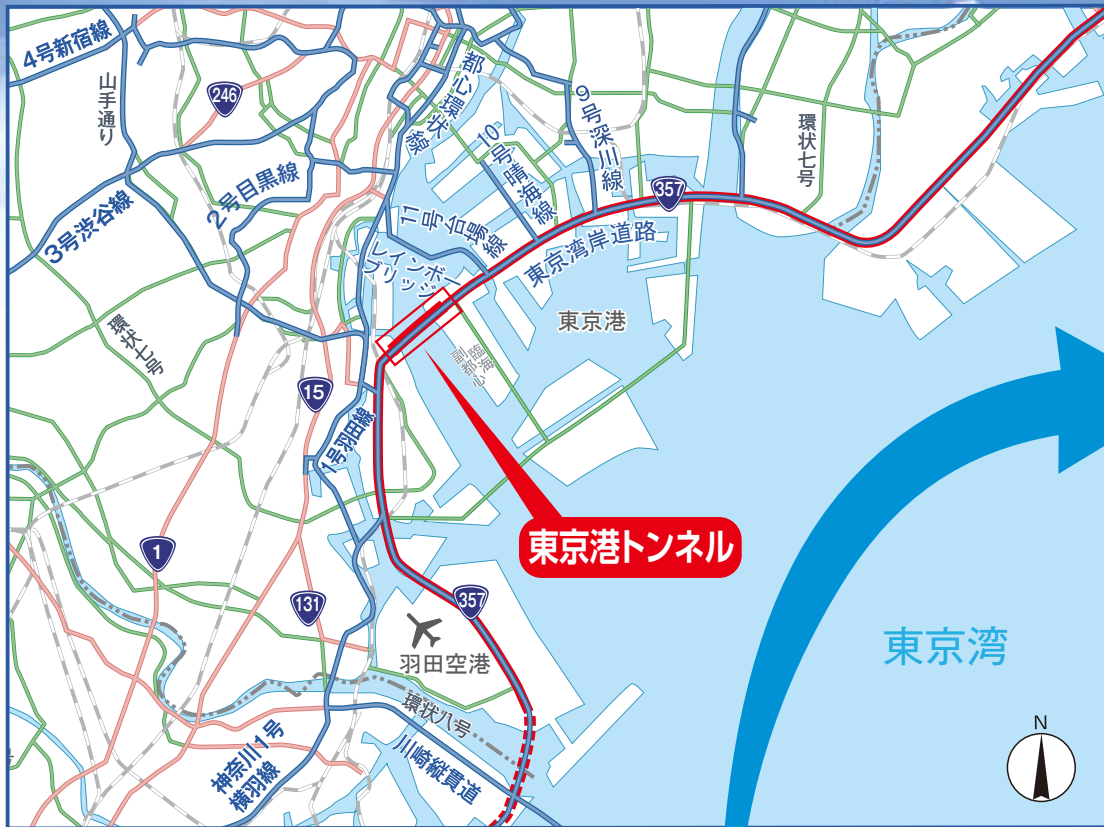 4号新宿線
山手通り
246
都心環状線
9号深川線
10号晴海線
環状七号
2号目黒線
3号渋谷線
11号台場線
357
東京湾岸道路
レインボー
ブリッジ
東京港
臨海
副都心
環状七号
15
1号羽田線
東京港トンネル
1
131
357
羽田空港
東京湾
環状八号
神奈川1号
横羽線
川崎縦貫道
N